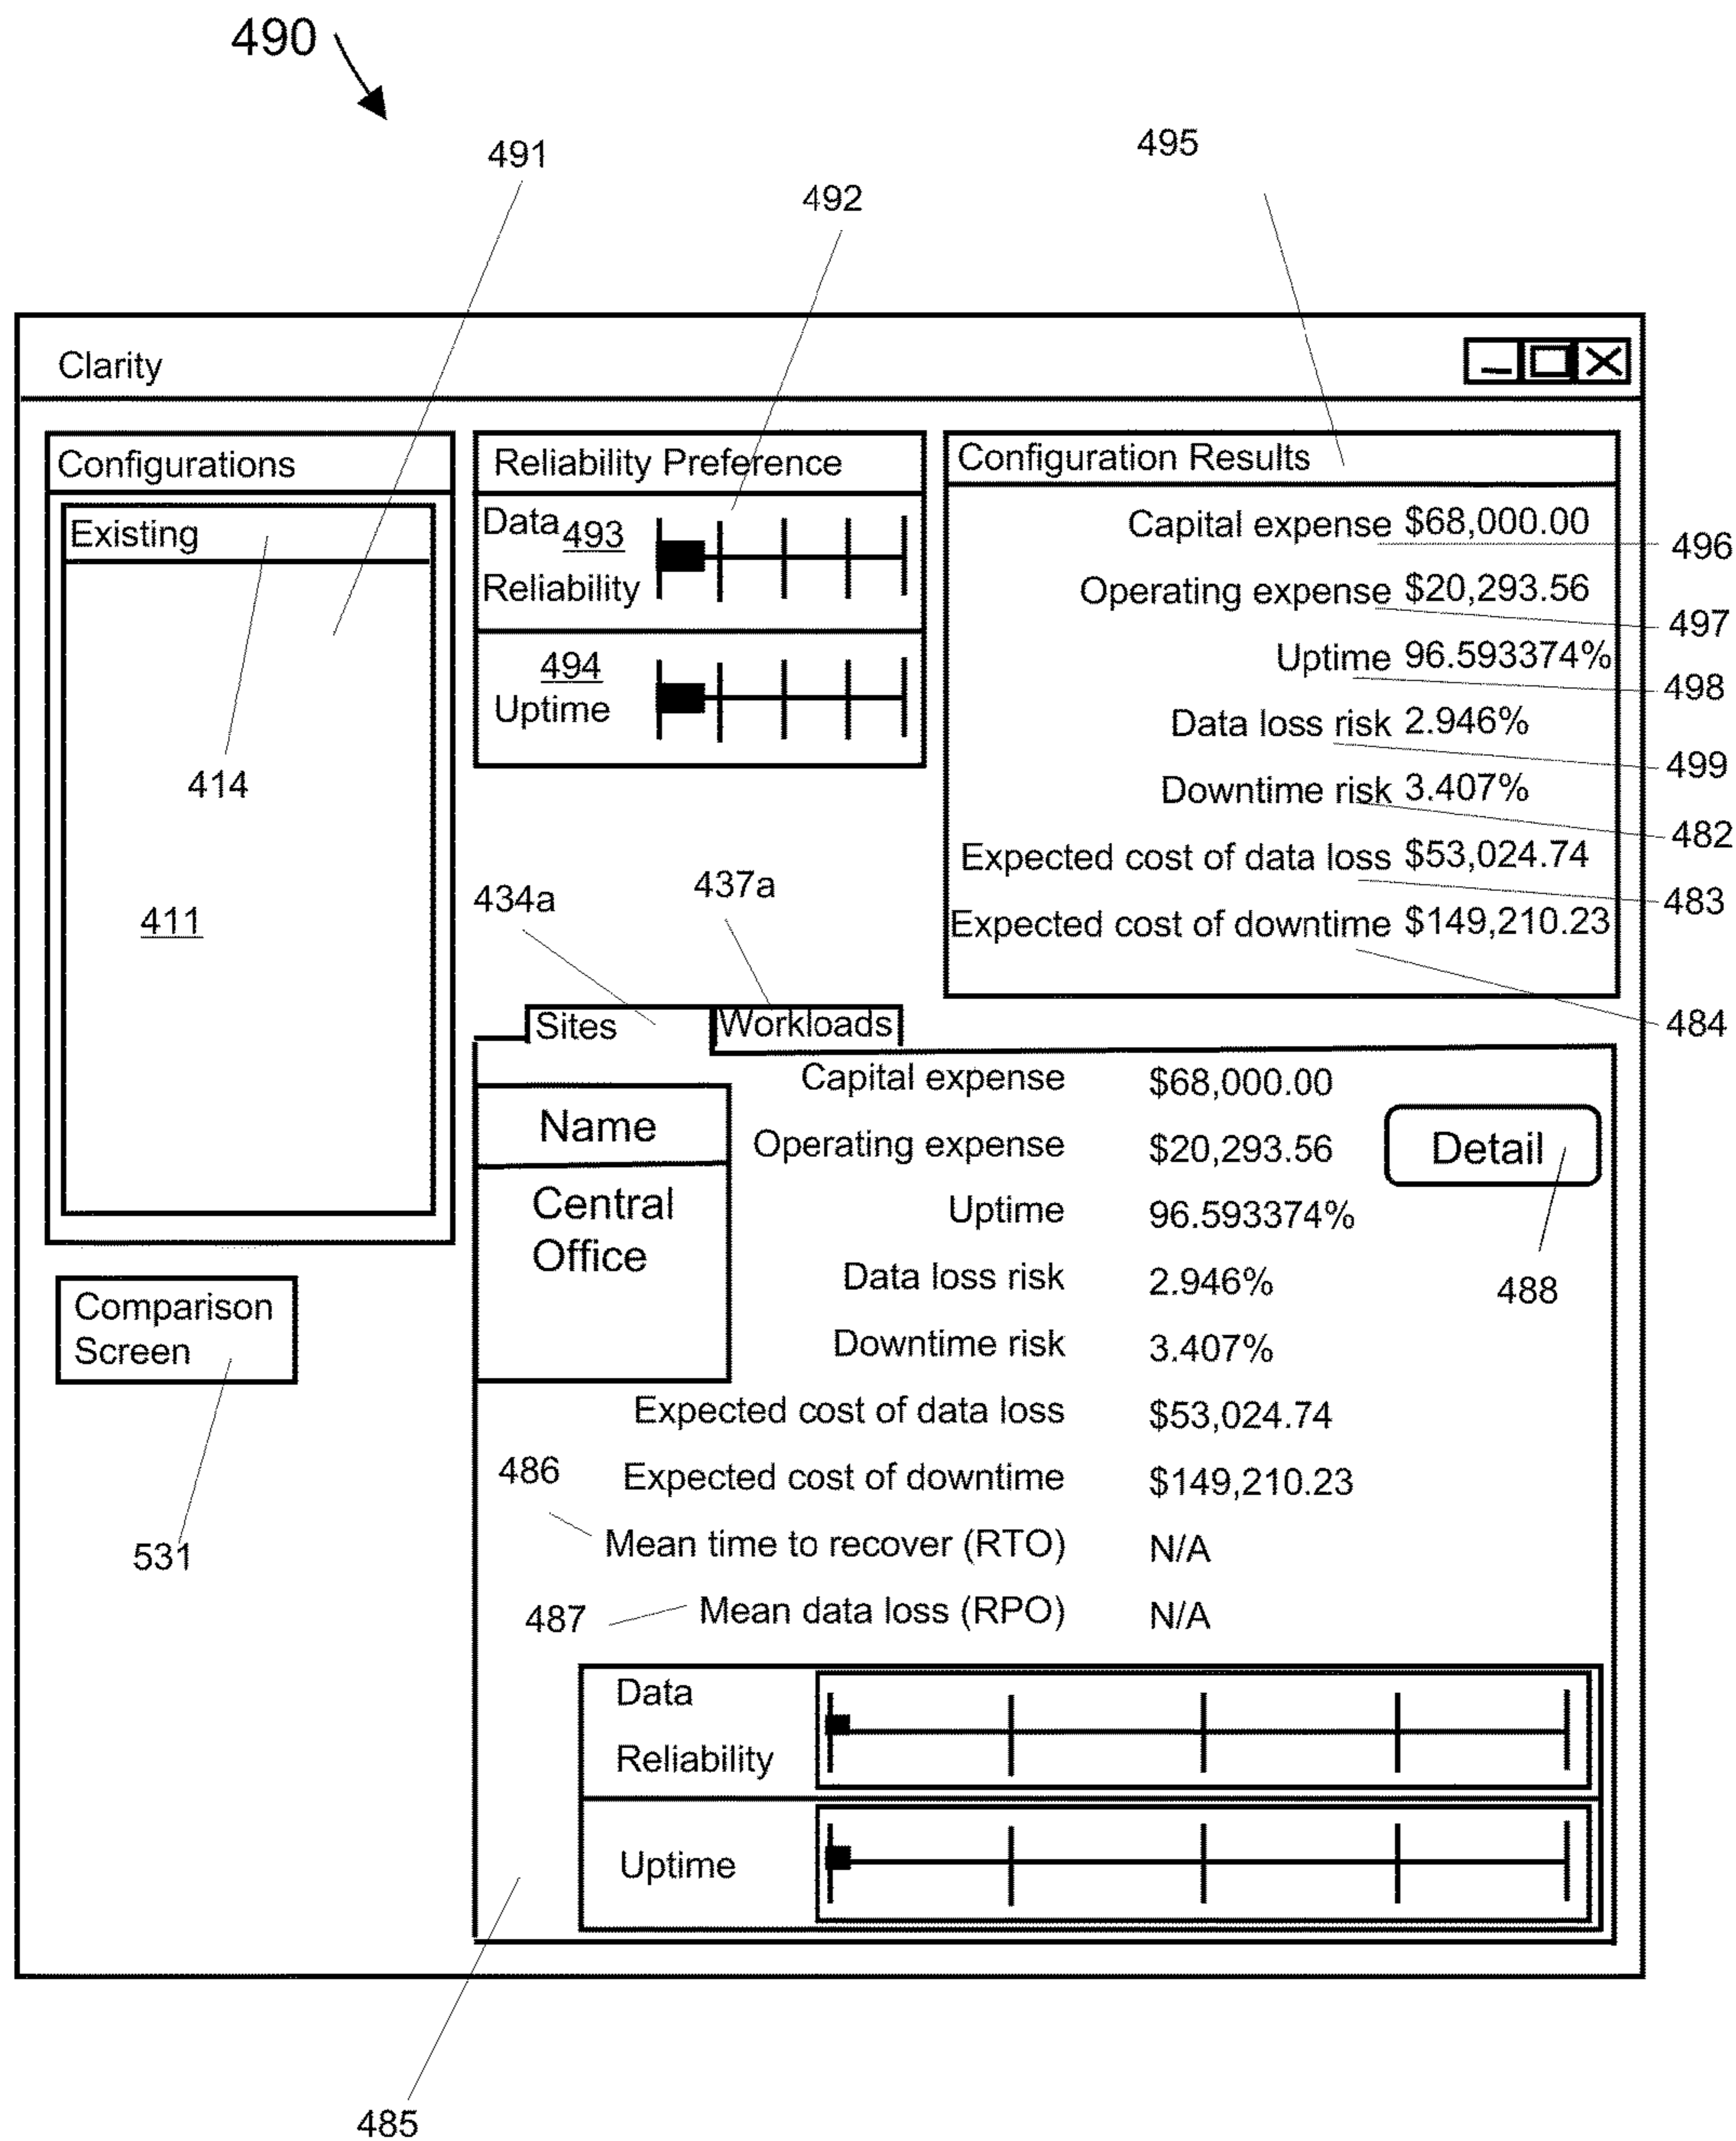 490
491
495
492
Clarity
Configurations
Existing
414
411
Reliability Preference
Data 493
Reliability
494
Uptime
Configuration Results
Capital expense $68,000.00
496
Operating expense $20,293.56
497
Uptime 96.593374%
498
Data loss risk 2.946%
499
Downtime risk 3.407%
482
Expected cost of data loss $53,024.74
483
Expected cost of downtime $149,210.23
484
434a
437a
Sites
Workloads
Name
Central
Office
Capital expense $68,000.00
Operating expense $20,293.56
Detail
Uptime 96.593374%
Data loss risk 2.946%
488
Downtime risk 3.407%
Expected cost of data loss $53,024.74
486
Expected cost of downtime $149,210.23
Mean time to recover (RTO) N/A
487
Mean data loss (RPO) N/A
Comparison
Screen
531
Data
Reliability
Uptime
485